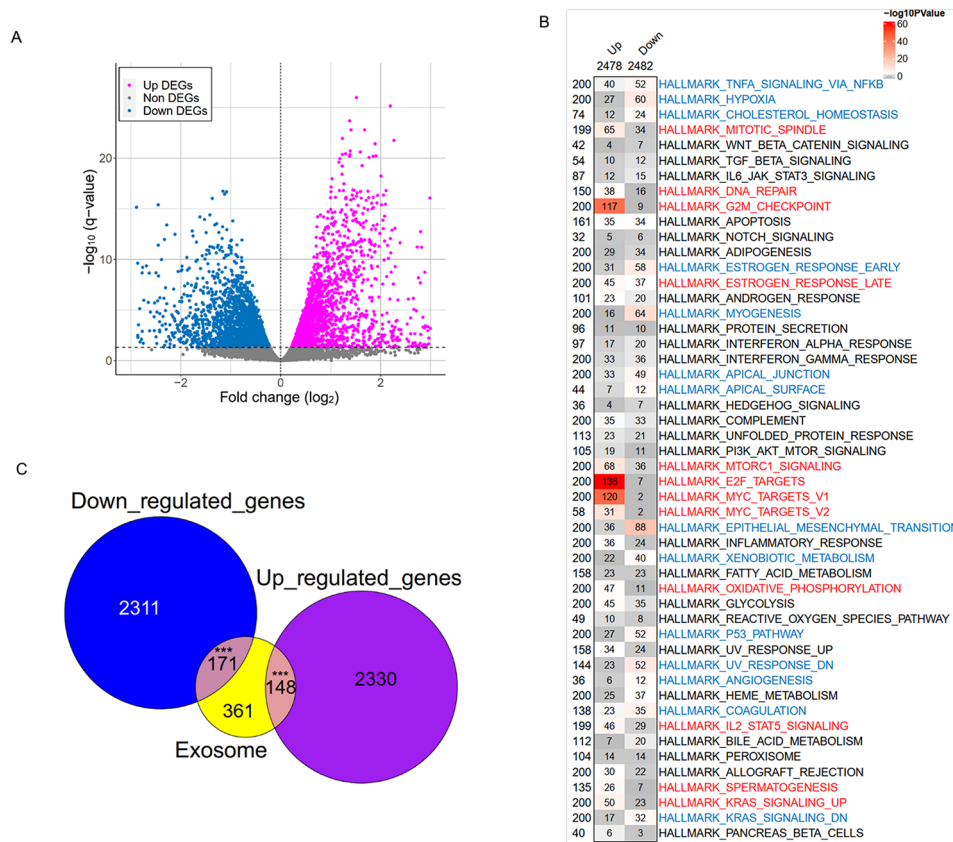 A
Up DEGs
Non DEGs
Down DEGs
−log10 (q−value)
20
10
0
−2
0
2
Fold change (log2)
B
−log10PValue
60
40
20
0
Up Down
2478 2482
200 40 52 HALLMARK_TNFA_SIGNALING_VIA_NFKB
200 27 60 HALLMARK_HYPOXIA
74 12 24 HALLMARK_CHOLESTEROL_HOMEOSTASIS
199 65 34 HALLMARK_MITOTIC_SPINDLE
42 4 7 HALLMARK_WNT_BETA_CATENIN_SIGNALING
54 10 12 HALLMARK_TGF_BETA_SIGNALING
87 12 15 HALLMARK_IL6_JAK_STAT3_SIGNALING
150 38 16 HALLMARK_DNA_REPAIR
200 117 9 HALLMARK_G2M_CHECKPOINT
161 35 34 HALLMARK_APOPTOSIS
32 5 6 HALLMARK_NOTCH_SIGNALING
200 29 34 HALLMARK_ADIPOGENESIS
200 31 58 HALLMARK_ESTROGEN_RESPONSE_EARLY
200 45 37 HALLMARK_ESTROGEN_RESPONSE_LATE
101 23 20 HALLMARK_ANDROGEN_RESPONSE
200 16 64 HALLMARK_MYOGENESIS
96 11 10 HALLMARK_PROTEIN_SECRETION
97 17 20 HALLMARK_INTERFERON_ALPHA_RESPONSE
200 33 36 HALLMARK_INTERFERON_GAMMA_RESPONSE
200 33 49 HALLMARK_APICAL_JUNCTION
44 7 12 HALLMARK_APICAL_SURFACE
36 4 7 HALLMARK_HEDGEHOG_SIGNALING
200 35 33 HALLMARK_COMPLEMENT
113 23 21 HALLMARK_UNFOLDED_PROTEIN_RESPONSE
105 19 11 HALLMARK_PI3K_AKT_MTOR_SIGNALING
200 68 36 HALLMARK_MTORC1_SIGNALING
200 136 7 HALLMARK_E2F_TARGETS
200 120 2 HALLMARK_MYC_TARGETS_V1
58 31 2 HALLMARK_MYC_TARGETS_V2
200 36 88 HALLMARK_EPITHELIAL_MESENCHYMAL_TRANSITION
200 36 24 HALLMARK_INFLAMMATORY_RESPONSE
200 22 40 HALLMARK_XENOBIOTIC_METABOLISM
158 23 23 HALLMARK_FATTY_ACID_METABOLISM
200 47 11 HALLMARK_OXIDATIVE_PHOSPHORYLATION
200 45 35 HALLMARK_GLYCOLYSIS
49 10 8 HALLMARK_REACTIVE_OXYGEN_SPECIES_PATHWAY
200 27 52 HALLMARK_P53_PATHWAY
158 34 24 HALLMARK_UV_RESPONSE_UP
144 23 52 HALLMARK_UV_RESPONSE_DN
36 6 12 HALLMARK_ANGIOGENESIS
200 25 37 HALLMARK_HEME_METABOLISM
138 23 35 HALLMARK_COAGULATION
199 46 29 HALLMARK_IL2_STAT5_SIGNALING
112 7 20 HALLMARK_BILE_ACID_METABOLISM
104 14 14 HALLMARK_PEROXISOME
200 30 22 HALLMARK_ALLOGRAFT_REJECTION
135 26 7 HALLMARK_SPERMATOGENESIS
200 50 23 HALLMARK_KRAS_SIGNALING_UP
200 17 32 HALLMARK_KRAS_SIGNALING_DN
40 6 3 HALLMARK_PANCREAS_BETA_CELLS
C
Down_regulated_genes
Up_regulated_genes
2311
***
171
***
148
2330
361
Exosome